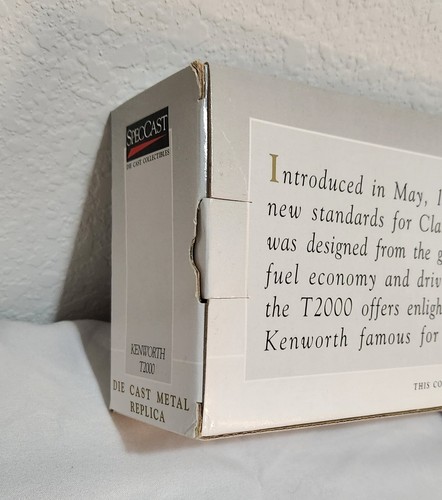 SPECCAST
DIE CAST COLLECTIBLES
KENWORTH
T2000
DIE CAST METAL
REPLICA
Introduced in May, 1
new standards for Cla
was designed from the g
fuel economy and driv
the T2000 offers enligh
Kenworth famous for
THIS CO